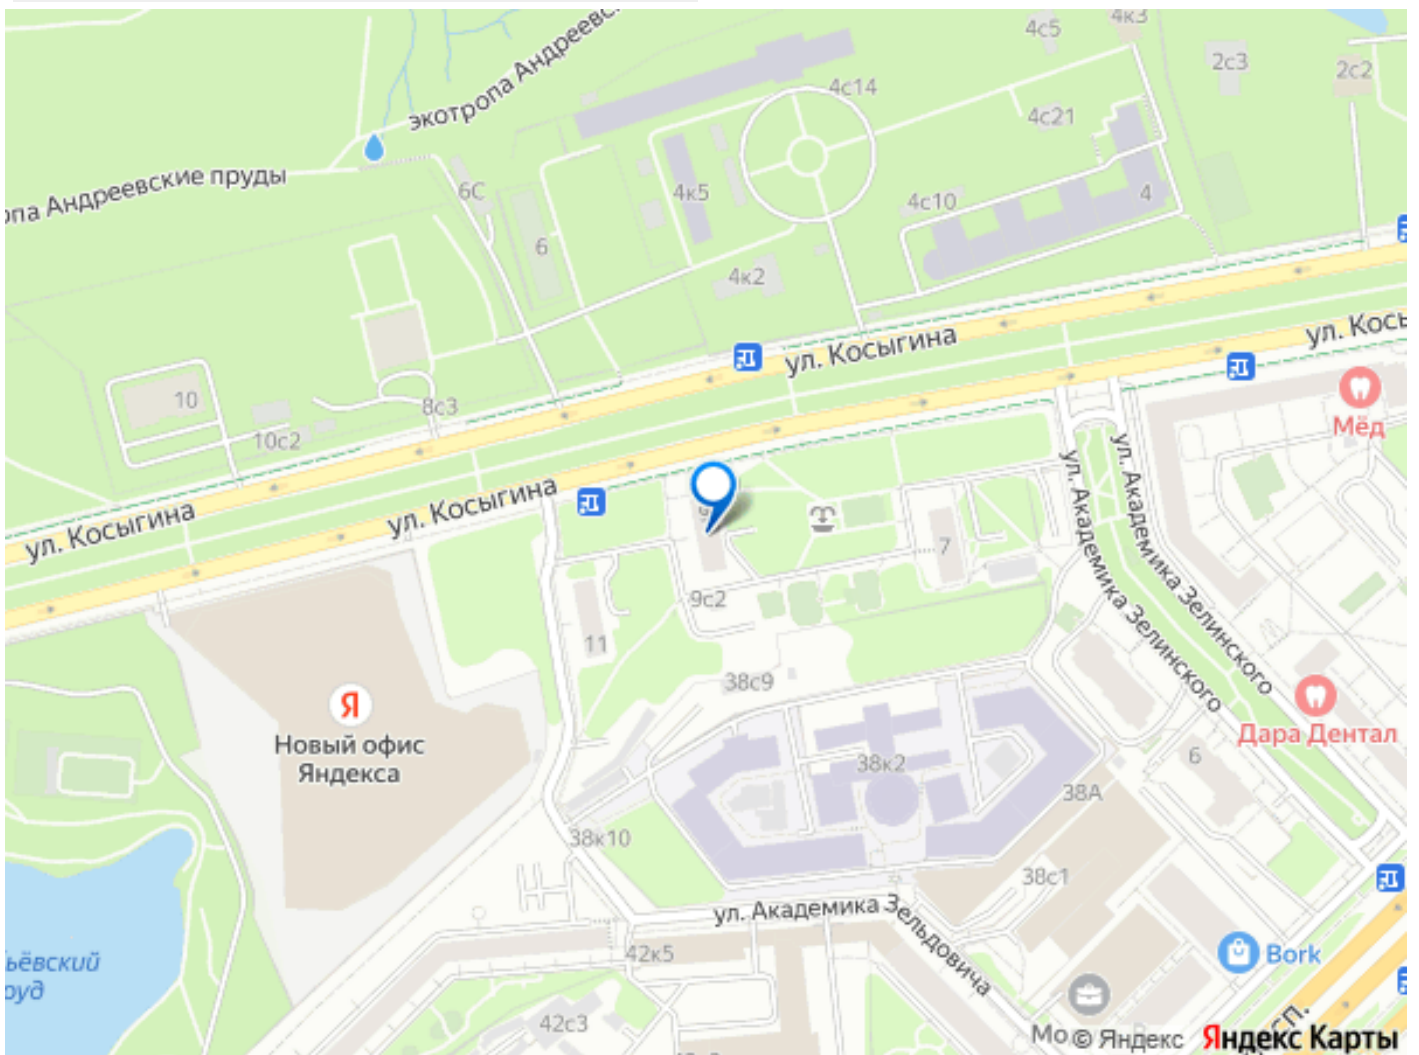 4к3
4с5
2с3
2с2
экотропа Андреевс
4с14
4с21
опа Андреевские пруды
6С
4к5
4с10
4
6
4к2
ул. Косыгина
ул. Косы
10
8с3
Мёд
10с2
ул. Косыгина
ул. Косыгина
ул. Академика Зелинского
ул. Академика Зелинского
7
9с2
11
38с9
Я
Новый офис
Яндекса
Дара Дентал
38к2
6
38А
38к10
38с1
ул. Академика Зельдовича
42к5
Bork
ьёвский
руд
42с3
Мо
© Яндекс
Яндекс Карты